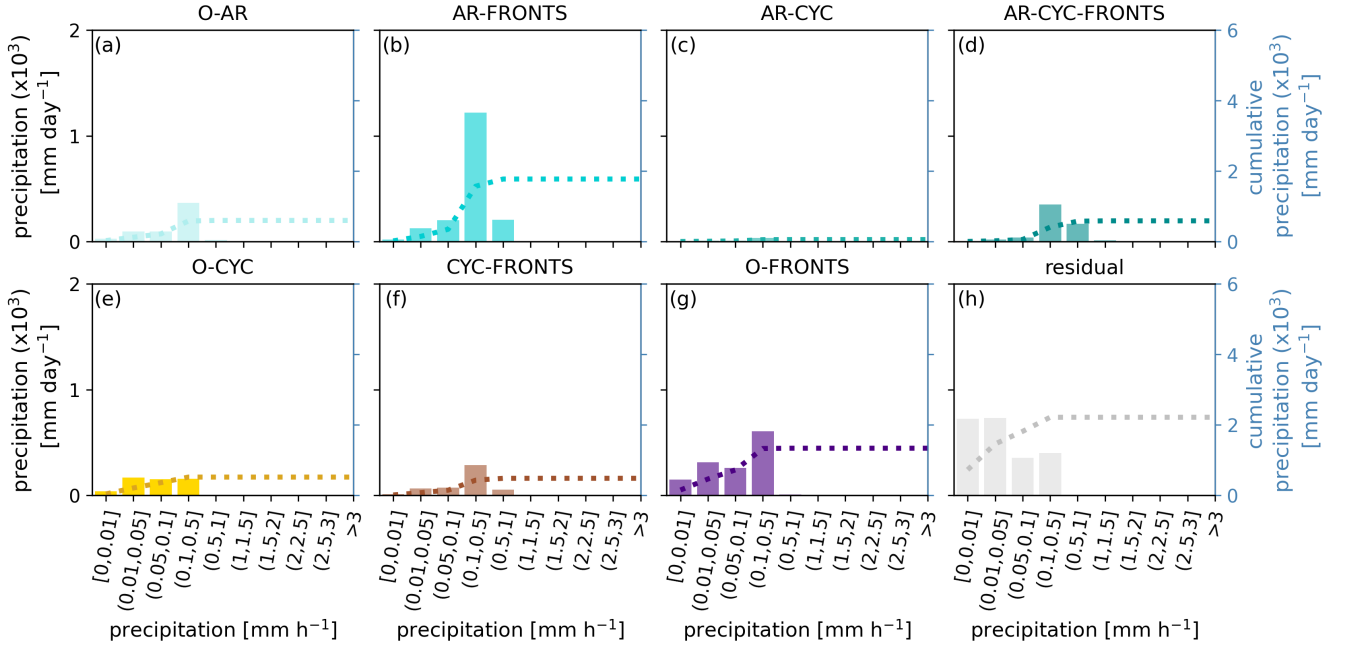 O-AR
AR-FRONTS
AR-CYC
AR-CYC-FRONTS
(a)
(b)
(c)
(d)
2
1
0
precipitation (x10³)
[mm day⁻¹]
6
4
2
0
cumulative
precipitation (x10³)
[mm day⁻¹]
O-CYC
CYC-FRONTS
O-FRONTS
residual
(e)
(f)
(g)
(h)
2
1
0
precipitation (x10³)
[mm day⁻¹]
6
4
2
0
cumulative
precipitation (x10³)
[mm day⁻¹]
[0,0.01]
(0.01,0.05]
(0.05,0.1]
(0.1,0.5]
(0.5,1]
(1,1.5]
(1.5,2]
(2,2.5]
(2.5,3]
>3
[0,0.01]
(0.01,0.05]
(0.05,0.1]
(0.1,0.5]
(0.5,1]
(1,1.5]
(1.5,2]
(2,2.5]
(2.5,3]
>3
[0,0.01]
(0.01,0.05]
(0.05,0.1]
(0.1,0.5]
(0.5,1]
(1,1.5]
(1.5,2]
(2,2.5]
(2.5,3]
>3
[0,0.01]
(0.01,0.05]
(0.05,0.1]
(0.1,0.5]
(0.5,1]
(1,1.5]
(1.5,2]
(2,2.5]
(2.5,3]
>3
precipitation [mm h⁻¹]
precipitation [mm h⁻¹]
precipitation [mm h⁻¹]
precipitation [mm h⁻¹]